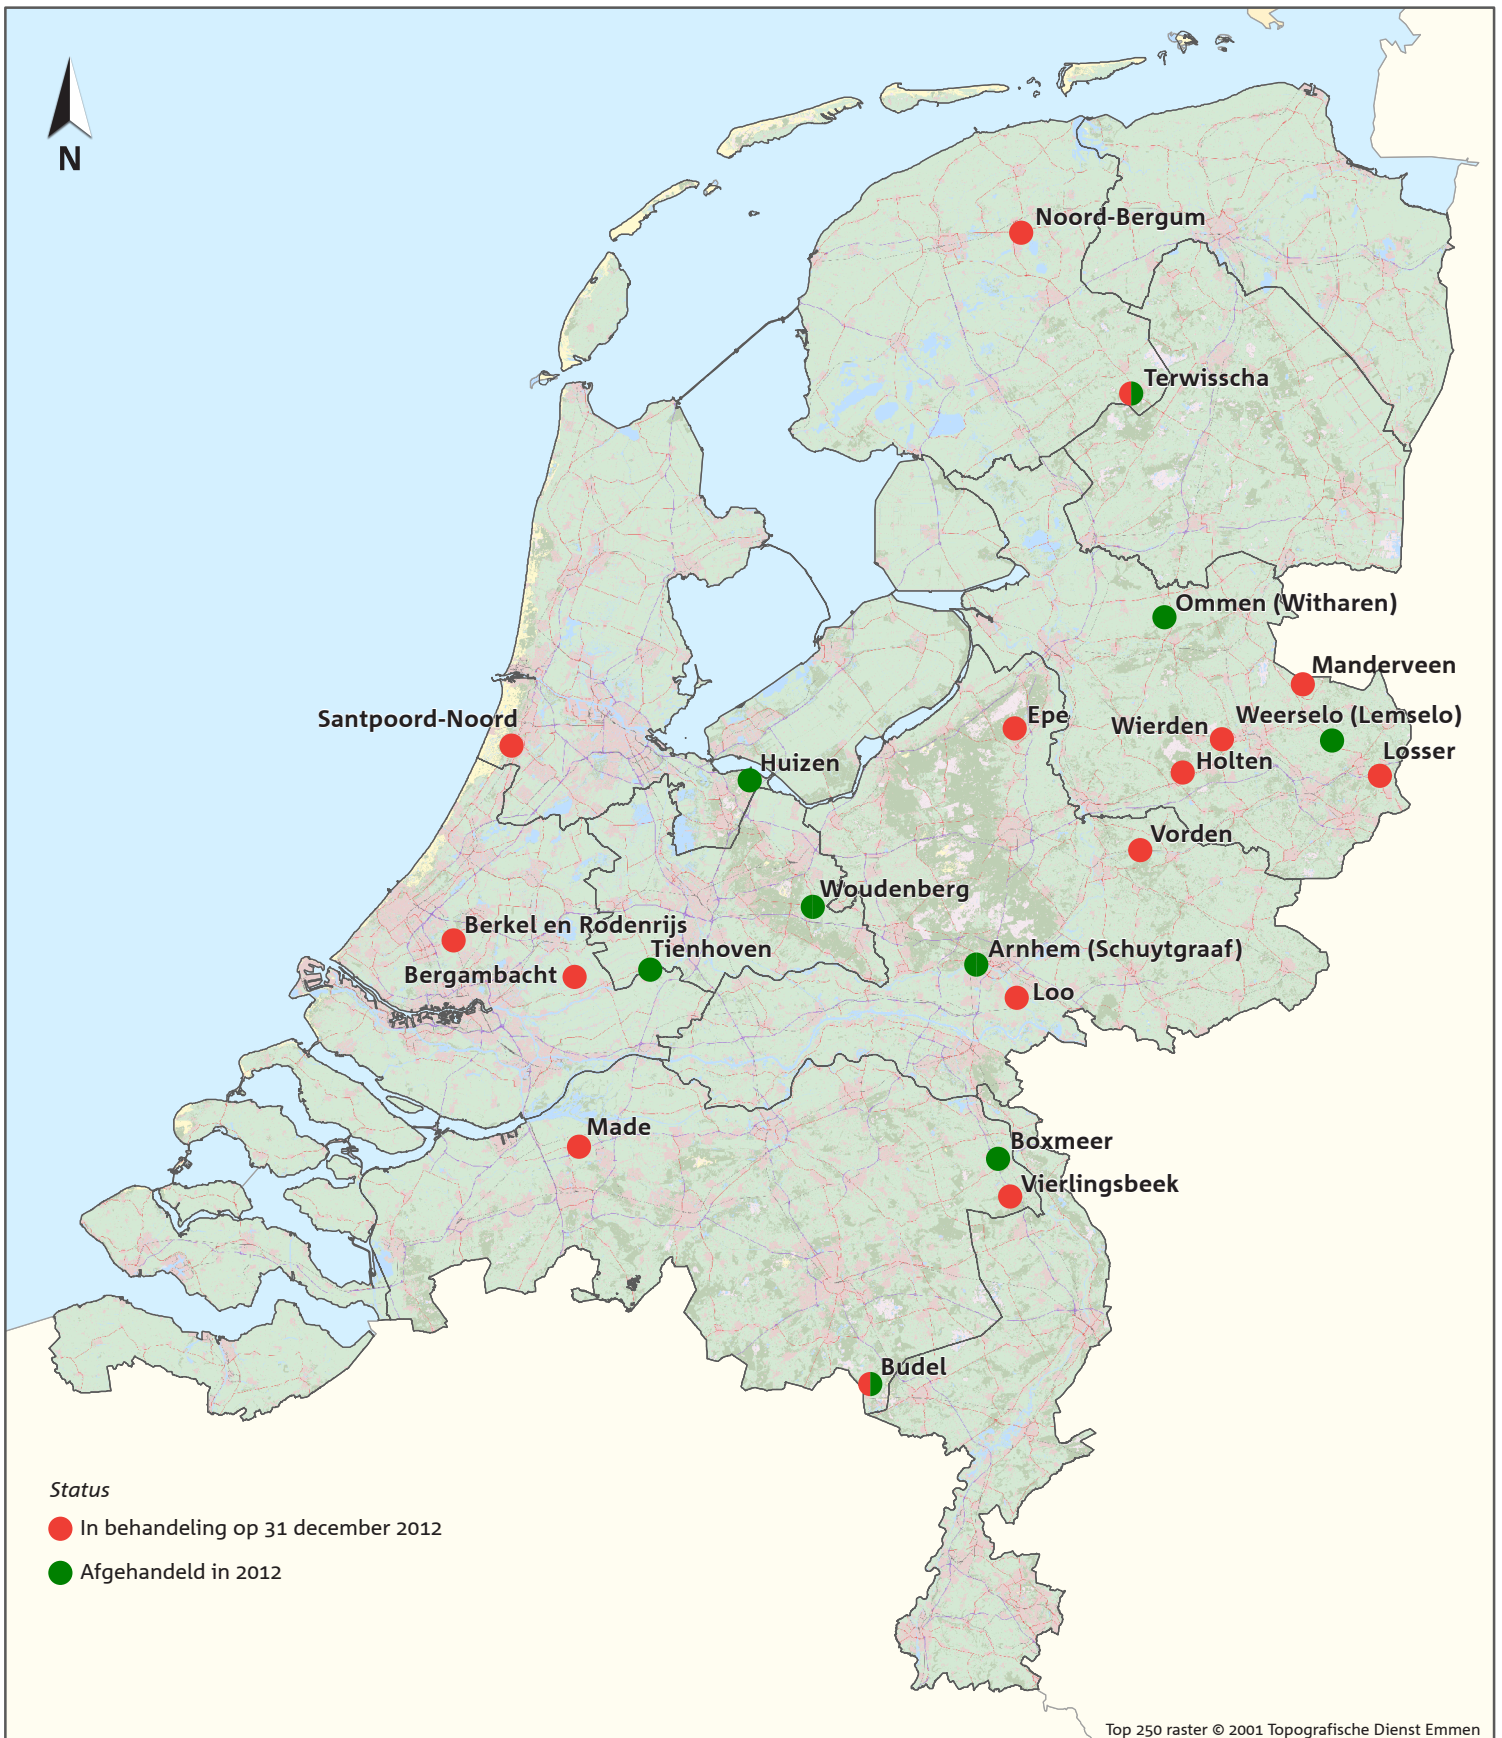 N
Noord-Bergum
Terwisscha
Ommen (Witharen)
Manderveen
Santpoord-Noord
Epe
Wierden
Weerselo (Lemselo)
Huizen
Holten
Losser
Vorden
Woudenberg
Berkel en Rodenrijs
Tienhoven
Arnhem (Schuytgraaf)
Bergambacht
Loo
Made
Boxmeer
Vierlingsbeek
Budel
Status
In behandeling op 31 december 2012
Afgehandeld in 2012
Top 250 raster © 2001 Topografische Dienst Emmen